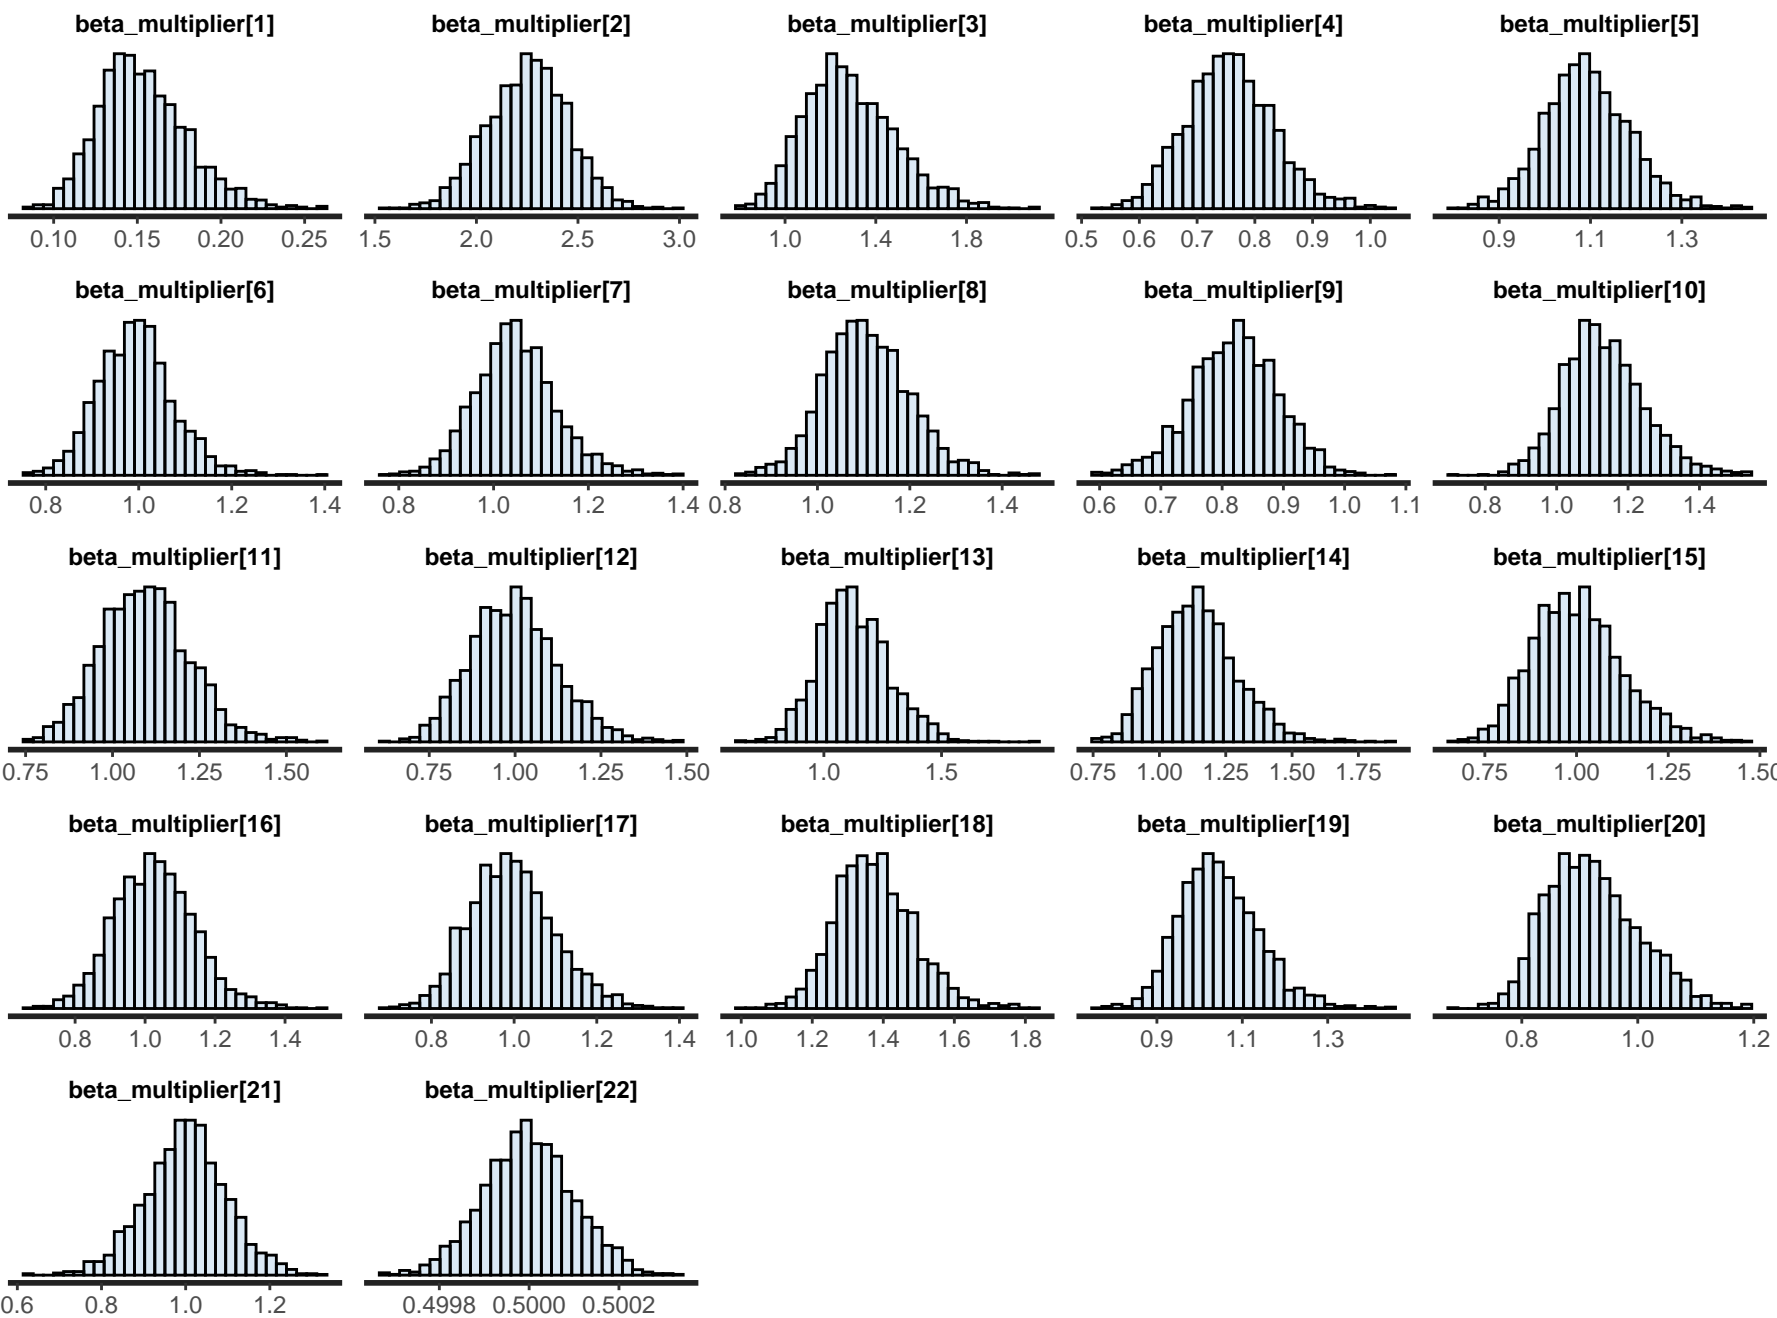 beta_multiplier[1] beta_multiplier[2] beta_multiplier[3] beta_multiplier[4] beta_multiplier[5]
0.10 0.15 0.20 0.25 1.5 2.0 2.5 3.0 1.0 1.4 1.8 0.5 0.6 0.7 0.8 0.9 1.0 0.9 1.1 1.3
beta_multiplier[6] beta_multiplier[7] beta_multiplier[8] beta_multiplier[9] beta_multiplier[10]
0.8 1.0 1.2 1.4 0.8 1.0 1.2 1.4 0.8 1.0 1.2 1.4 0.6 0.7 0.8 0.9 1.0 1.1 0.8 1.0 1.2 1.4
beta_multiplier[11] beta_multiplier[12] beta_multiplier[13] beta_multiplier[14] beta_multiplier[15]
0.75 1.00 1.25 1.50 0.75 1.00 1.25 1.50 1.0 1.5 0.75 1.00 1.25 1.50 1.75 0.75 1.00 1.25 1.50
beta_multiplier[16] beta_multiplier[17] beta_multiplier[18] beta_multiplier[19] beta_multiplier[20]
0.8 1.0 1.2 1.4 0.8 1.0 1.2 1.4 1.0 1.2 1.4 1.6 1.8 0.9 1.1 1.3 0.8 1.0 1.2
beta_multiplier[21] beta_multiplier[22]
0.6 0.8 1.0 1.2 0.4998 0.5000 0.5002